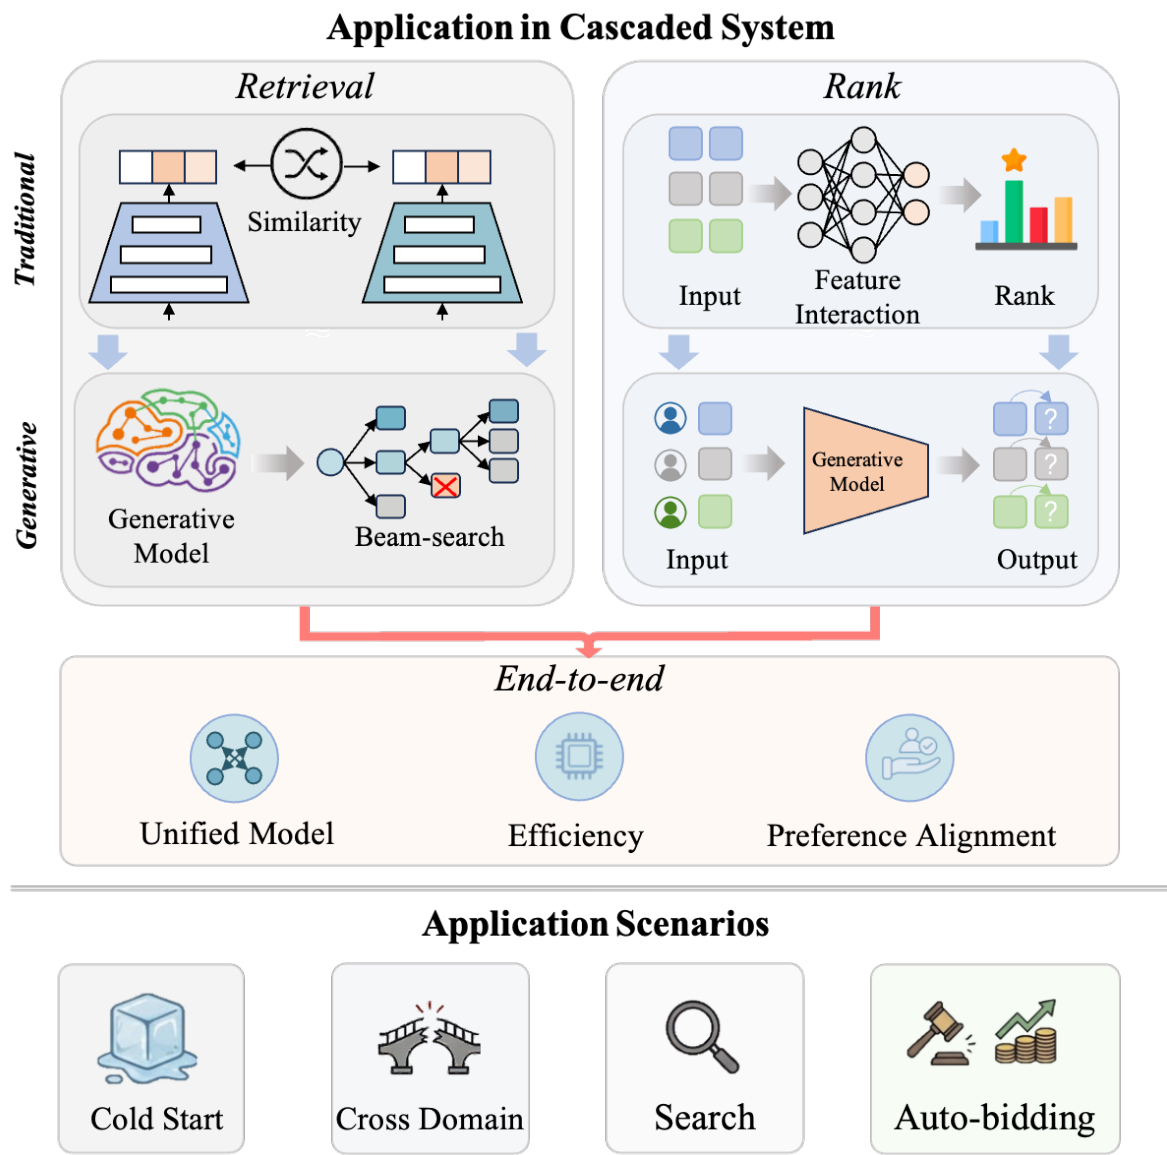 Application in Cascaded System
Retrieval
Rank
Traditional
Similarity
Input
Feature
Interaction
Rank
Generative
Generative
Model
Beam-search
Input
Generative
Model
?
?
?
Output
End-to-end
Unified Model
Efficiency
Preference Alignment
Application Scenarios
Cold Start
Cross Domain
Search
Auto-bidding